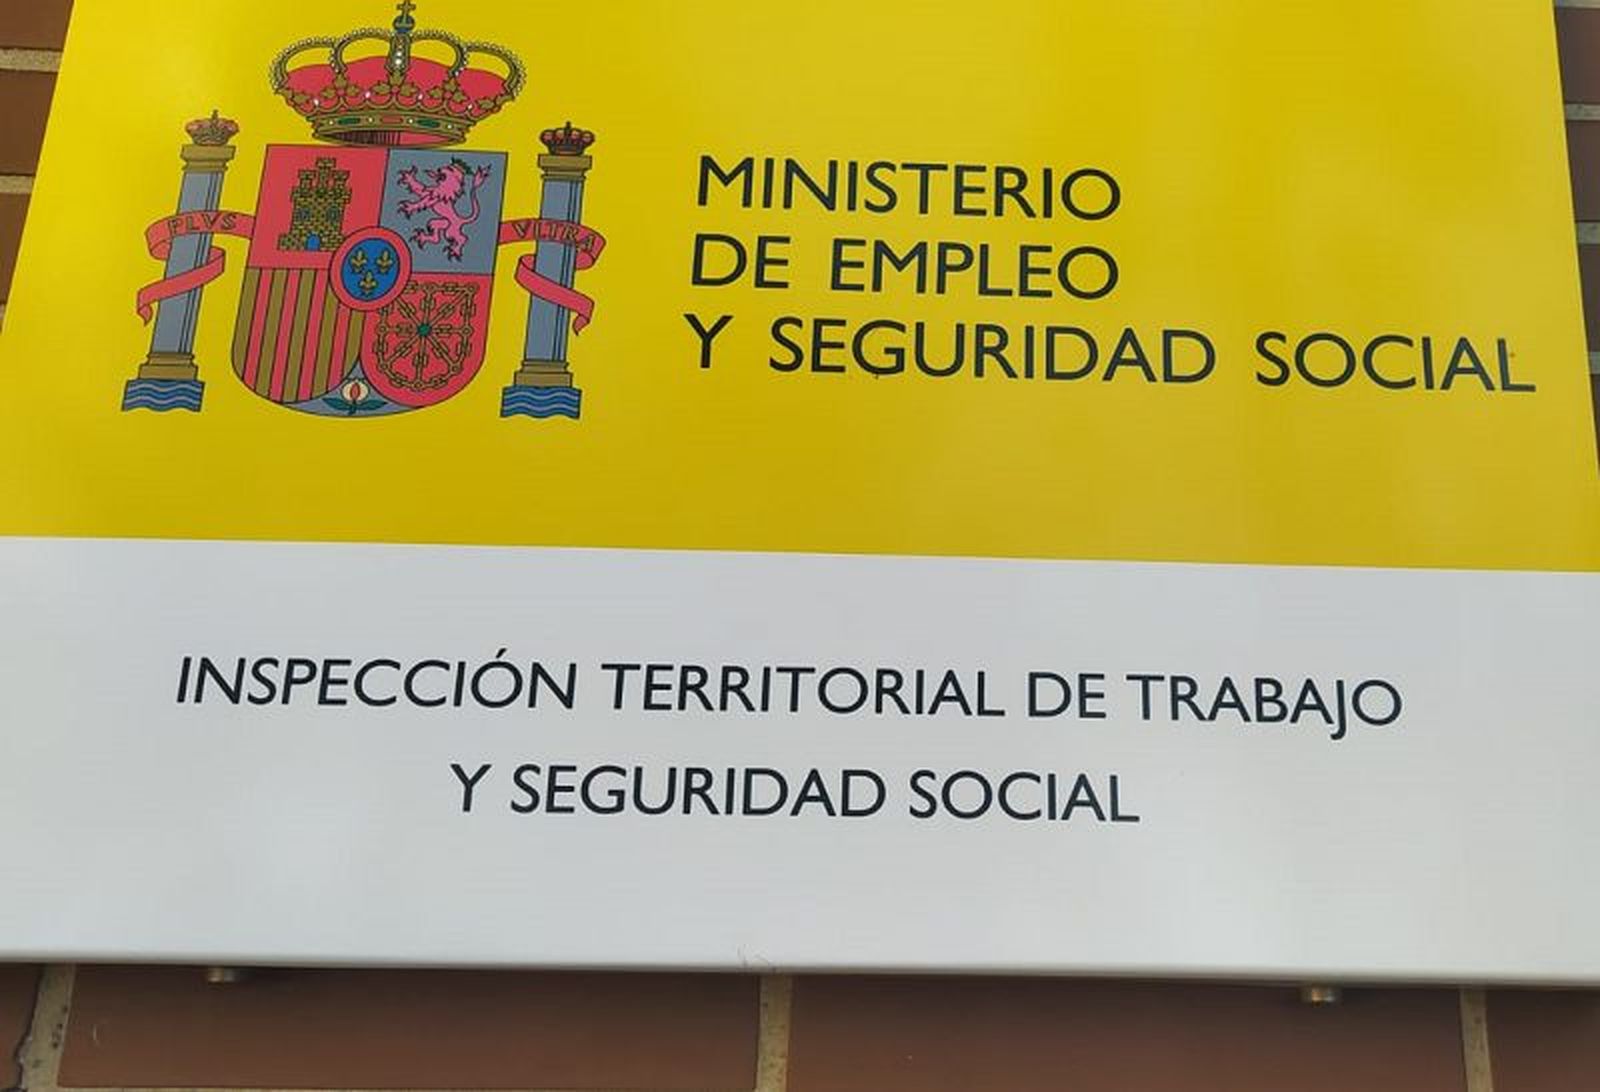 PLVS VLTRA
MINISTERIO
DE EMPLEO
Y SEGURIDAD SOCIAL
INSPECCIÓN TERRITORIAL DE TRABAJO
Y SEGURIDAD SOCIAL